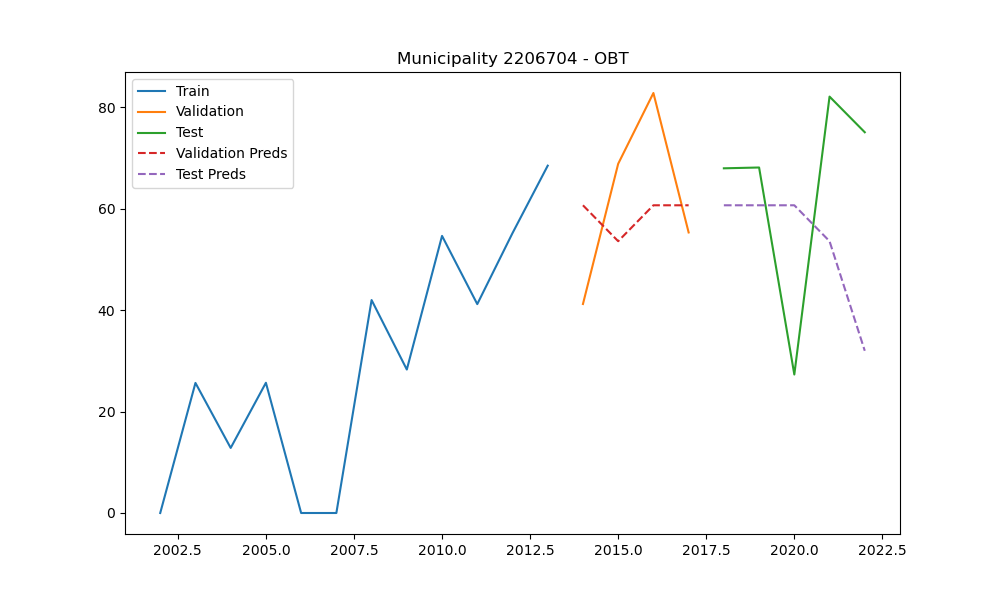 Municipality 2206704 - OBT
Train
Validation
Test
Validation Preds
Test Preds
80
60
40
20
0
2002.5 2005.0 2007.5 2010.0 2012.5 2015.0 2017.5 2020.0 2022.5